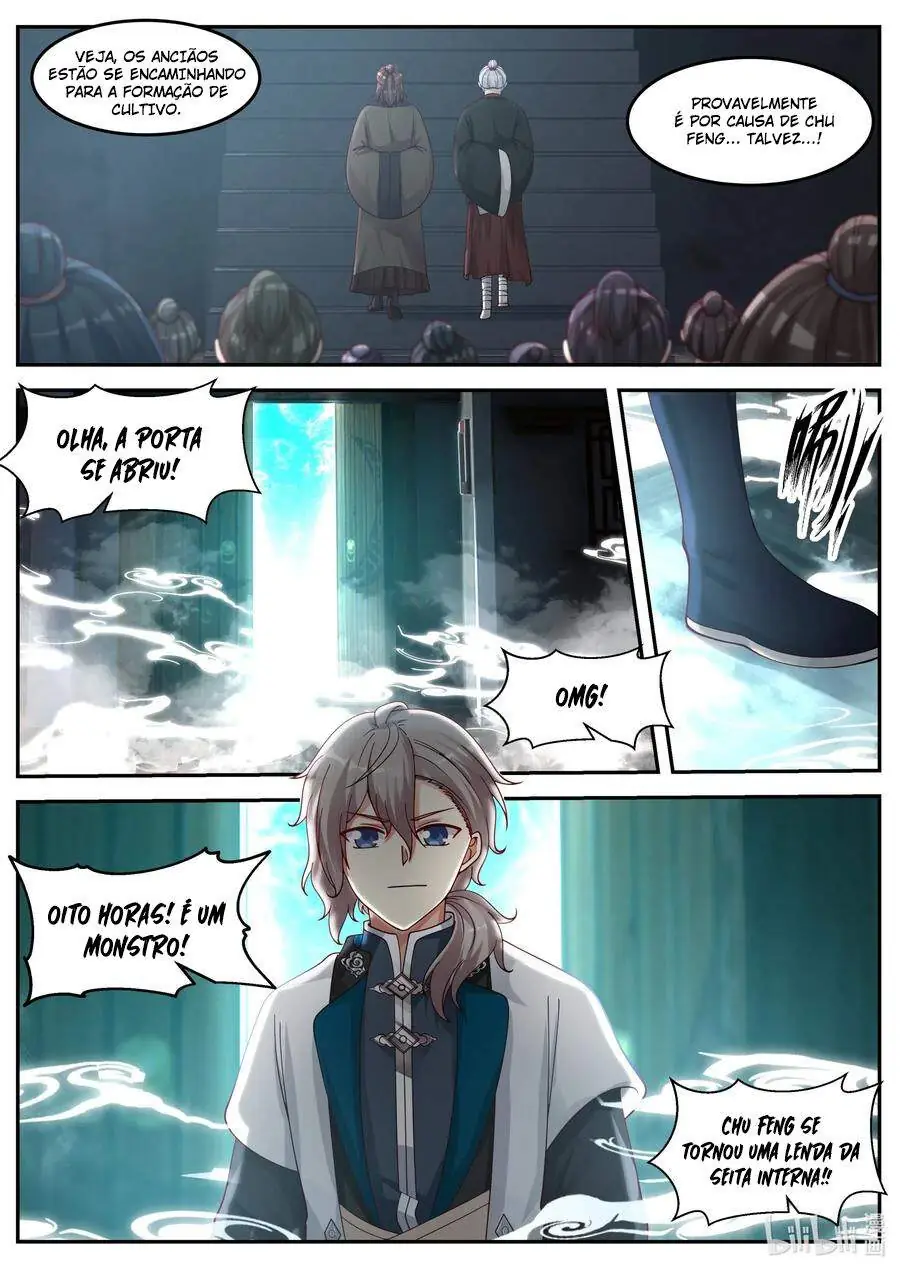 VEJA, OS ANCIÃOS
ESTÃO SE ENCAMINHANDO
PARA A FORMAÇÃO DE
CULTIVO.
PROVAVELMENTE
É POR CAUSA DE CHU
FENG... TALVEZ...!
OLHA, A PORTA
SE ABRIU!
OMG!
OITO HORAS! É UM
MONSTRO!
CHU FENG SE
TORNOU UMA LENDA DA
SEITA INTERNA!!
bilibili